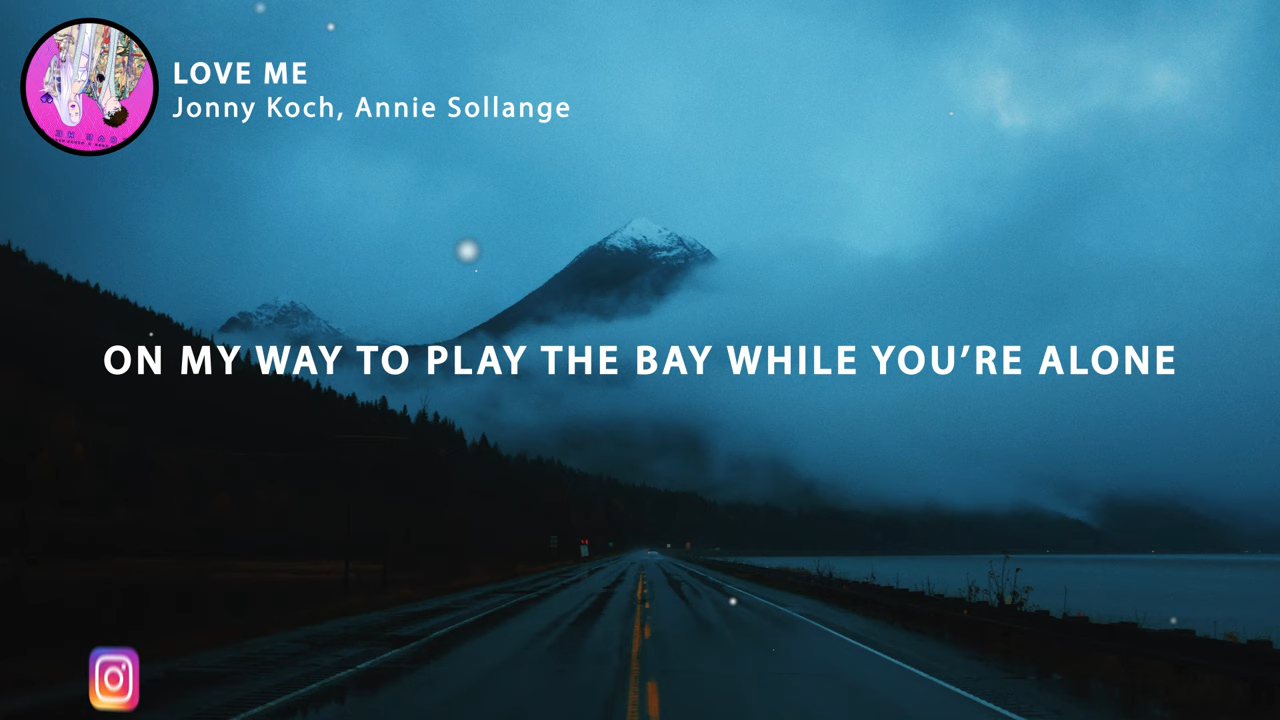 LOVE ME
Jonny Koch, Annie Sollange
ON MY WAY TO PLAY THE BAY WHILE YOU’RE ALONE